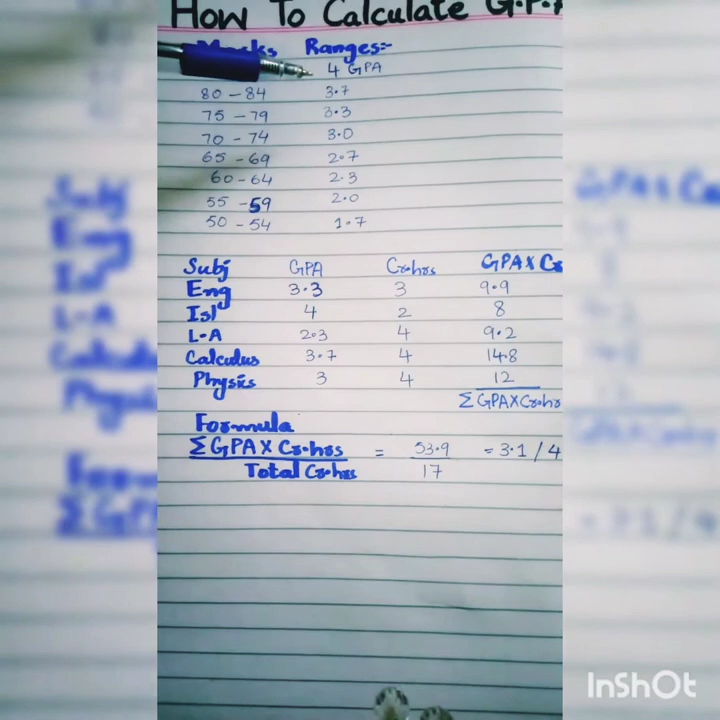 How To Calculate G.P.A
Marks Ranges:-
4 GPA
80 - 84 3.7
75 - 79 3.3
70 - 74 3.0
65 - 69 2.7
60 - 64 2.3
55 - 59 2.0
50 - 54 1.7
Subj GPA Cr.hrs GPA X Cr
Eng 3.3 3 9.9
Isl 4 2 8
L-A 2.3 4 9.2
Calculus 3.7 4 14.8
Physics 3 4 12
Σ GPA X Cr.hr
Formula
Σ GPA X Cr.hrs = 53.9 = 3.1 / 4
Total Cr.hrs 17
InShOt